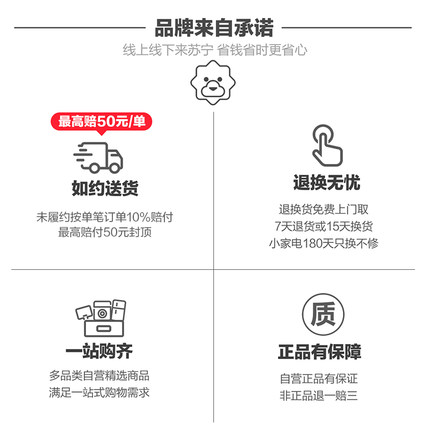 品牌来自承诺
线上线下来苏宁 省钱省时更省心
最高赔50元/单
如约送货
未履约按单笔订单10%赔付
最高赔付50元封顶
退换无忧
退换货免费上门取
7天退货或15天换货
小家电180天只换不修
一站购齐
多品类自营精选商品
满足一站式购物需求
质
正品有保障
自营正品有保证
非正品退一赔三